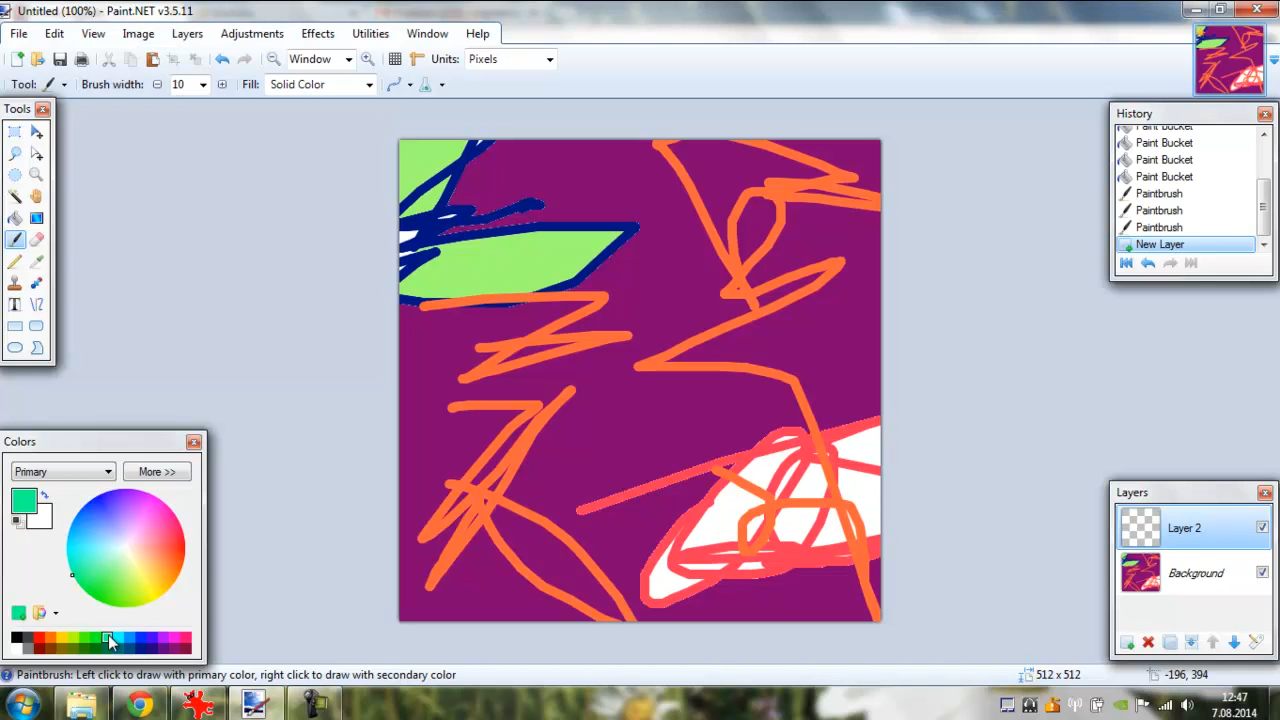 Untitled (100%) - Paint.NET v3.5.11
File Edit View Image Layers Adjustments Effects Utilities Window Help
Window Units: Pixels
Tool: Brush width: 10 Fill: Solid Color
Tools
History
Paint Bucket
Paint Bucket
Paint Bucket
Paint Bucket
Paintbrush
Paintbrush
Paintbrush
New Layer
Colors
Primary More >>
Layers
Layer 2
Background
Paintbrush: Left click to draw with primary color, right click to draw with secondary color. 512 x 512 -196, 394
12:47
7.08.2014